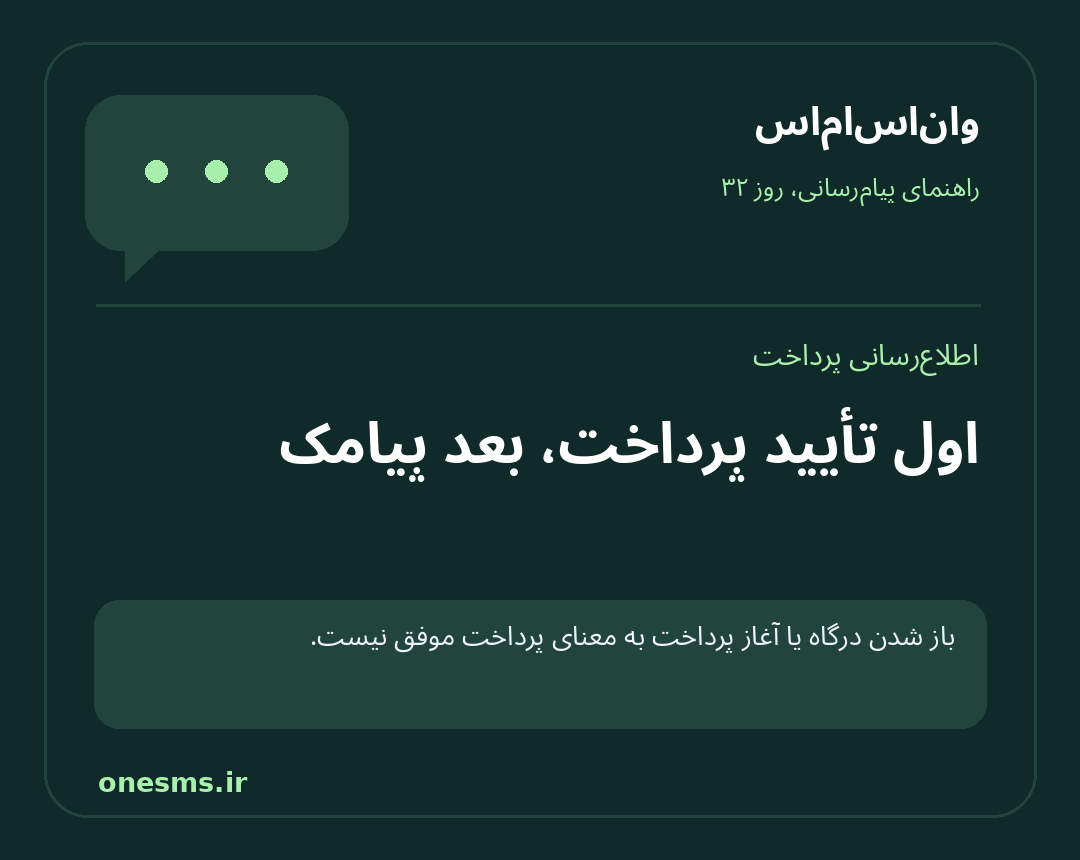 وان‌اس‌ام‌اس
راهنمای پیام‌رسانی، روز ۳۲
اطلاع‌رسانی پرداخت
اول تأیید پرداخت، بعد پیامک
باز شدن درگاه یا آغاز پرداخت به معنای پرداخت موفق نیست.
onesms.ir